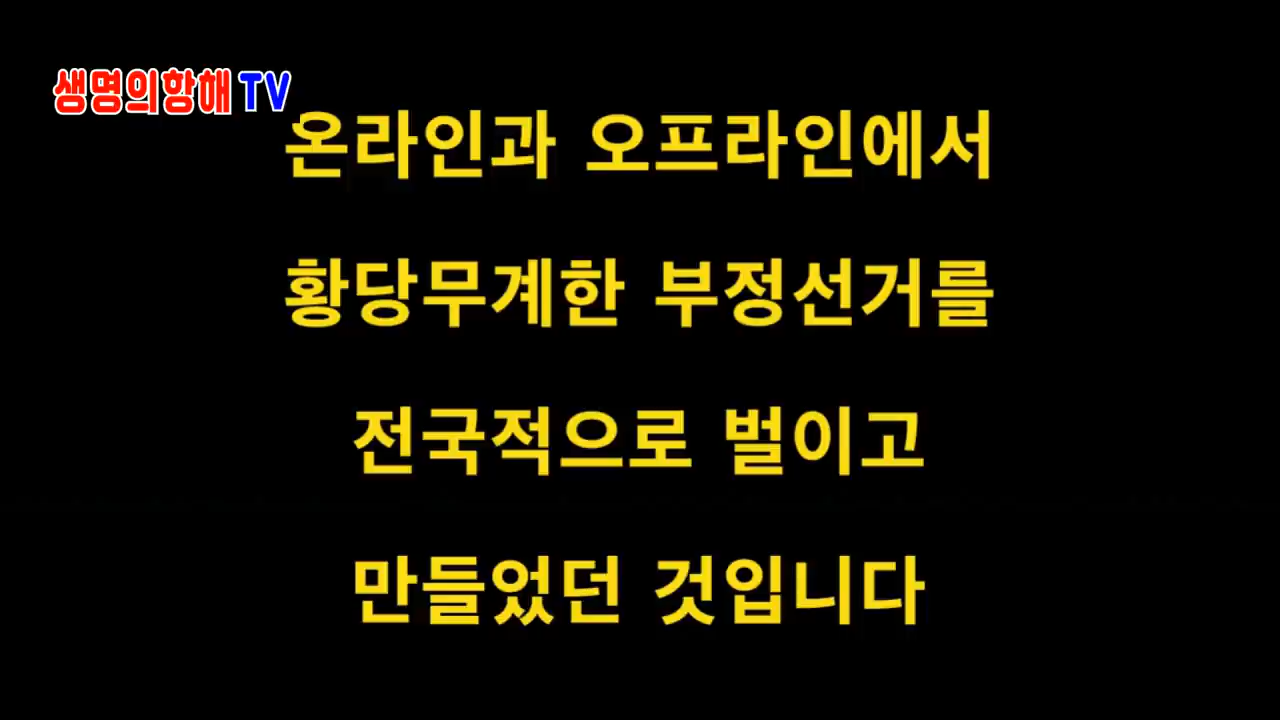 생명의항해TV
온라인과 오프라인에서
황당무계한 부정선거를
전국적으로 벌이고
만들었던 것입니다